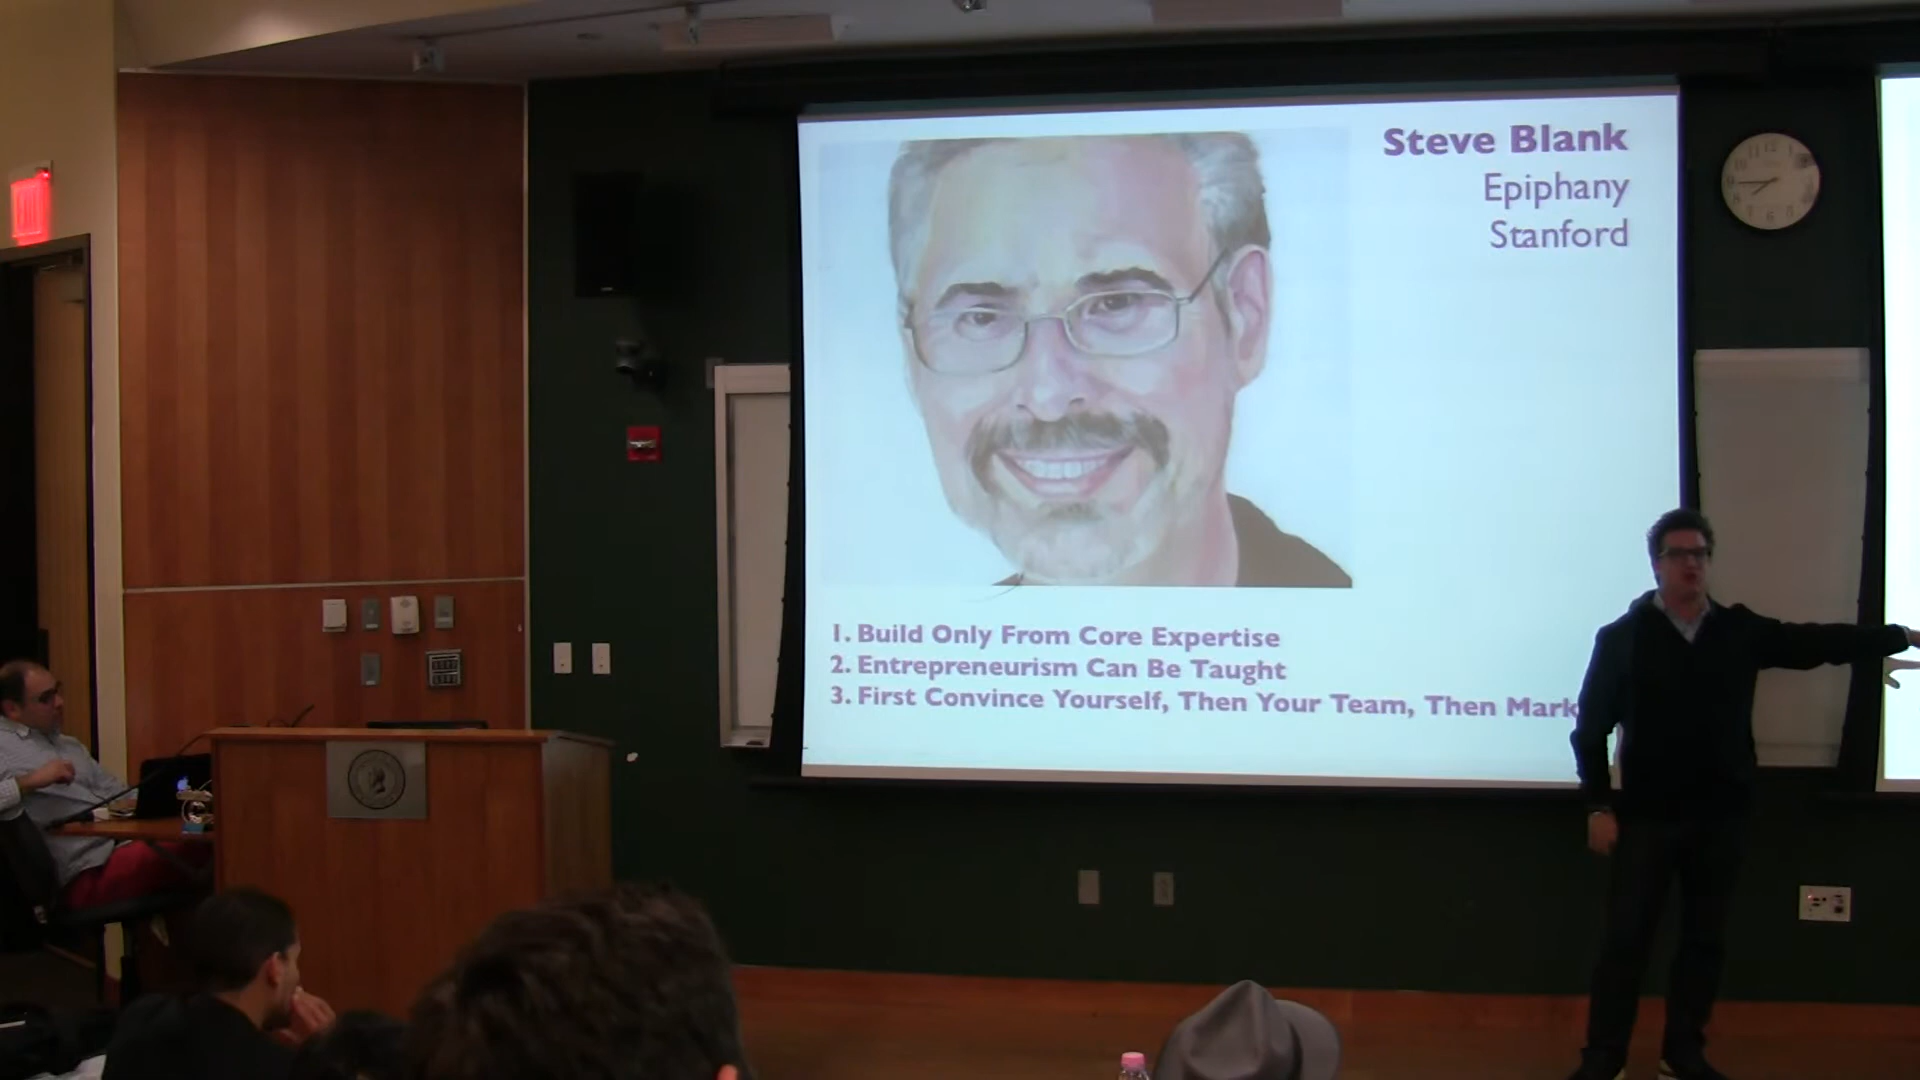 Steve Blank
Epiphany
Stanford
1. Build Only From Core Expertise
2. Entrepreneurism Can Be Taught
3. First Convince Yourself, Then Your Team, Then Mark